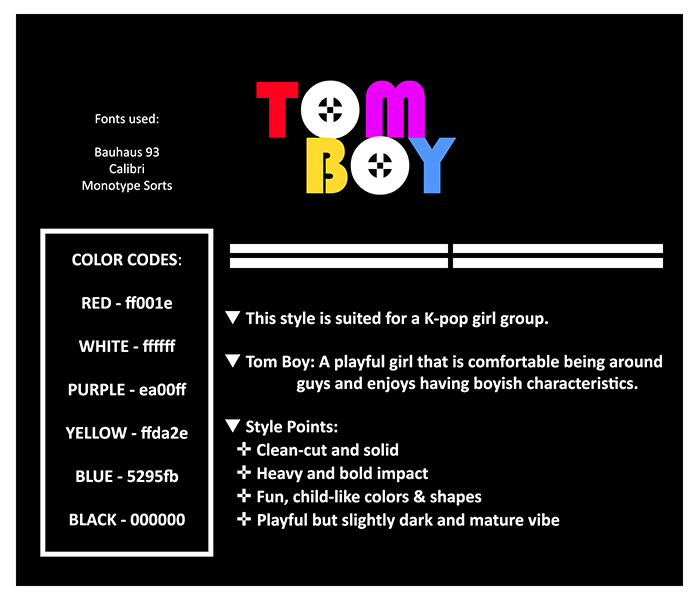 TOM
BOY
Fonts used:
Bauhaus 93
Calibri
Monotype Sorts
COLOR CODES:
RED - ff001e
WHITE - ffffff
PURPLE - ea00ff
YELLOW - ffda2e
BLUE - 5295fb
BLACK - 000000
▼ This style is suited for a K-pop girl group.
▼ Tom Boy: A playful girl that is comfortable being around
guys and enjoys having boyish characteristics.
▼ Style Points:
✛ Clean-cut and solid
✛ Heavy and bold impact
✛ Fun, child-like colors & shapes
✛ Playful but slightly dark and mature vibe